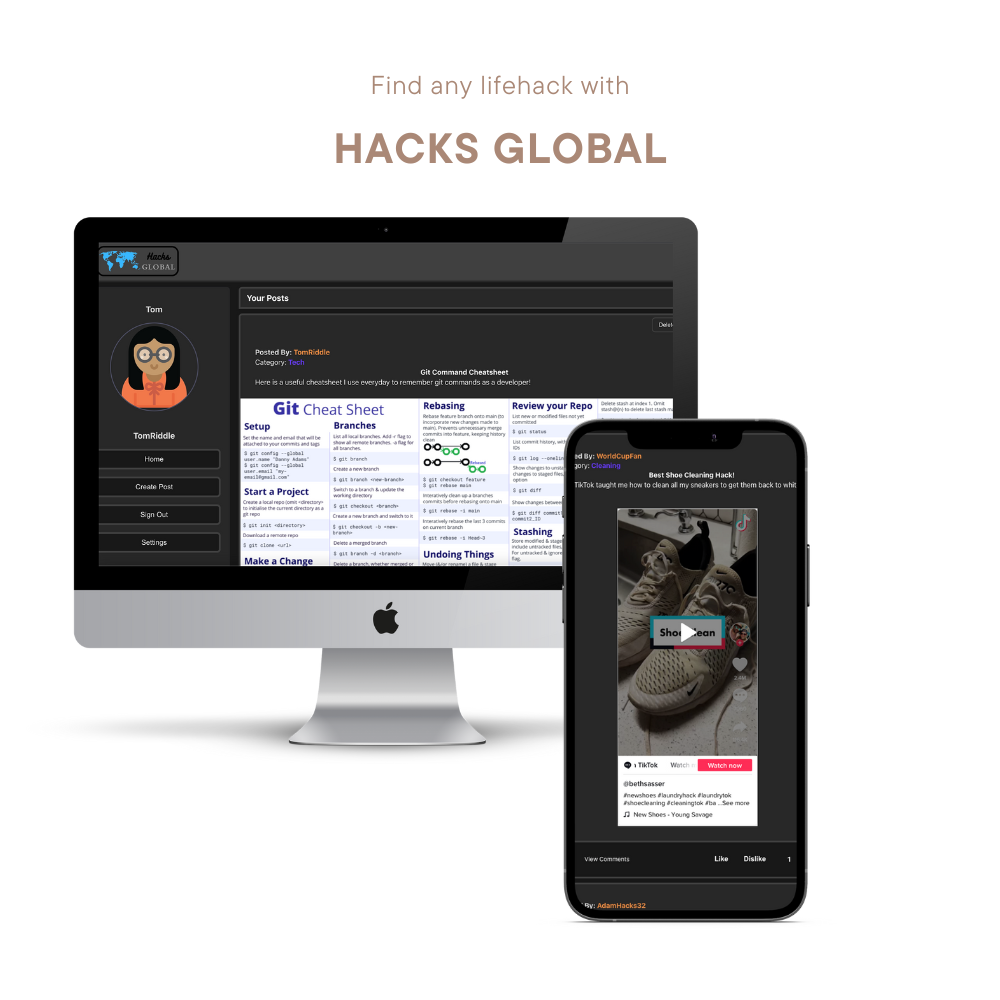 Find any lifehack with
HACKS GLOBAL
Hacks
GLOBAL
Tom
TomRiddle
Home
Create Post
Sign Out
Settings
Your Posts
Posted By: TomRiddle
Category: Tech
Git Command Cheatsheet
Here is a useful cheatsheet I use everyday to remember git commands as a developer!
Git Cheat Sheet
Setup
Set the name and email that will be
attached to your commits and tags
$ git config --global
user.name "Danny Adams"
$ git config --global
user.email "my-
email@gmail.com"
Start a Project
Create a local repo (omit <directory>
to initialise the current directory as a
git repo
$ git init <directory>
Download a remote repo
$ git clone <url>
Make a Change
Branches
List all local branches. Add -r flag to
show all remote branches. -a flag for
all branches.
$ git branch
Create a new branch
$ git branch <new-branch>
Switch to a branch & update the
working directory
$ git checkout <branch>
Create a new branch and switch to it
$ git checkout -b <new-
branch>
Delete a merged branch
$ git branch -d <branch>
Delete a branch, whether merged or
Rebasing
Rebase feature branch onto main (to
incorporate new changes made to
main). Prevents unnecessary merge
commits into feature, keeping history
clean
$ git checkout feature
$ git rebase main
Interatively clean up a branches
commits before rebasing onto main
$ git rebase -i main
Interatively rebase the last 3 commits
on current branch
$ git rebase -i Head~3
Undoing Things
Move (&/or rename) a file & stage
Review your Repo
List new or modified files not yet
committed
$ git status
List commit history, with
IDs
$ git log --onelin
Show changes to
changes to staged files,
option
$ git diff
Show changes between
$ git diff commit
commit2_ID
Stashing
Store modified & staged
include untracked files,
For untracked & ignore
flag.
Delete stash at index 1. Omit
stash@{n} to delete last stash
ed By: WorldCupFan
gory: Cleaning
Best Shoe Cleaning Hack!
TikTok taught me how to clean all my sneakers to get them back to whit
2.4M
TikTok
Watch
Watch now
@bethsasser
#newshoes #laundryhack #laundrytok
#shoecleaning #cleaningtok #ba ...See more
New Shoes - Young Savage
View Comments
Like
Dislike
1
By: AdamHacks32